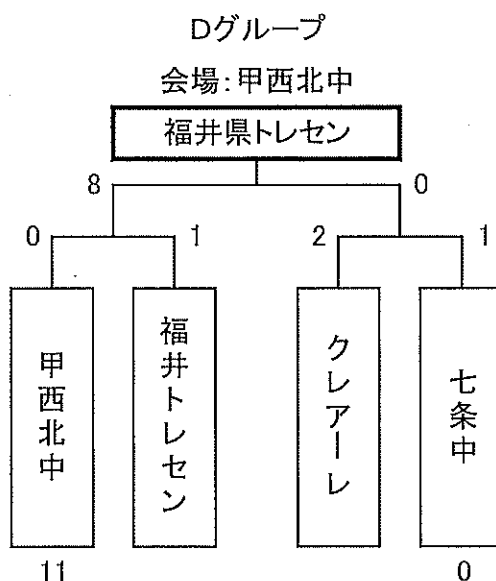 Dグループ
会場:甲西北中
福井県トレセン
8 0
0 1 2 1
甲西北中
福井トレセン
クレアーレ
七条中
11 0